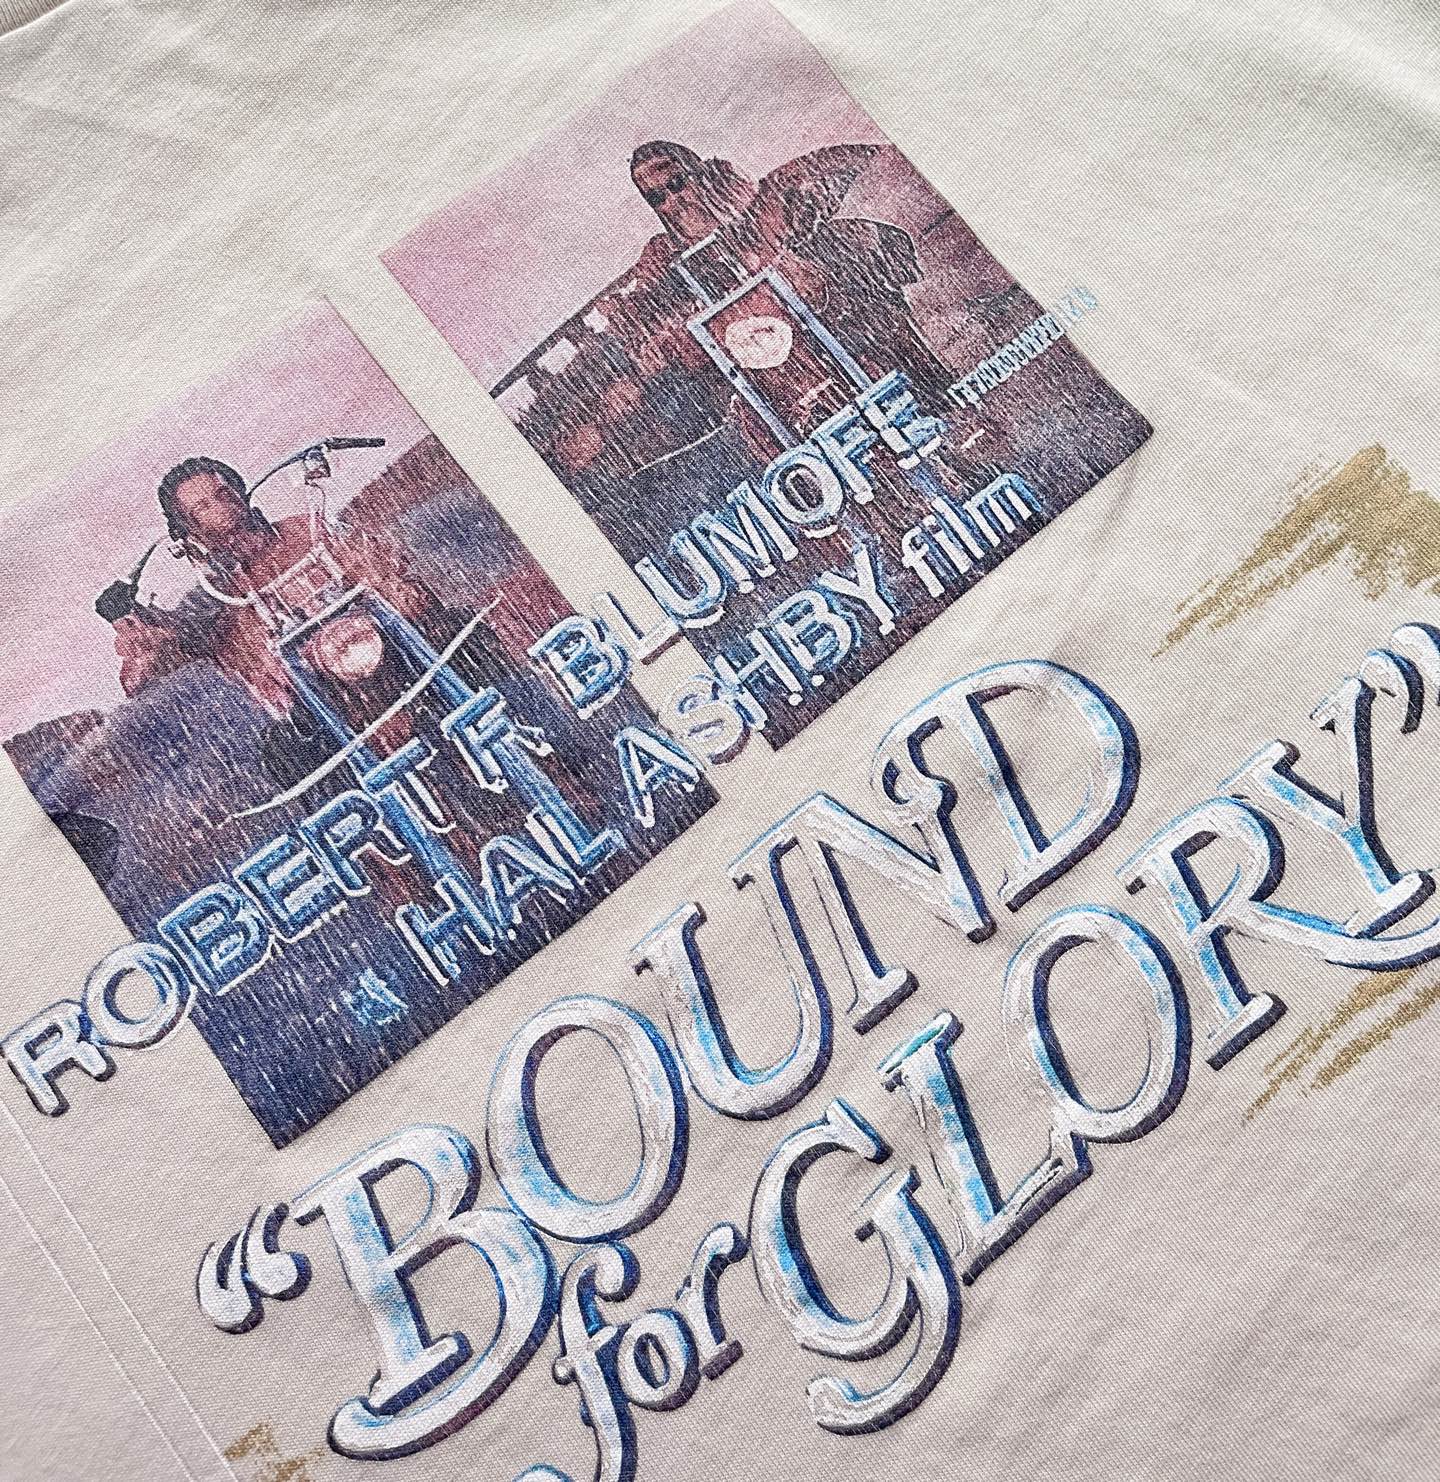 ROBERT F. BLUMOFE
HAL ASHBY film
“BOUND
for GLORY”